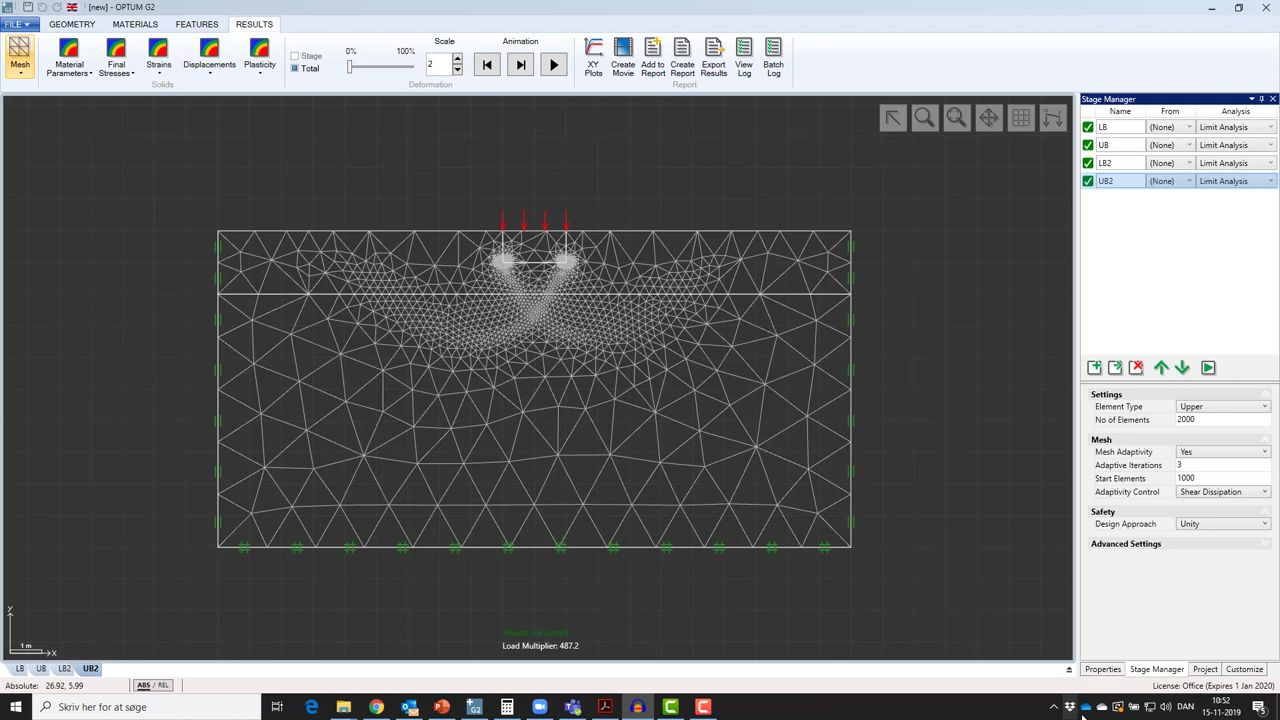 [new] - OPTUM G2
FILE GEOMETRY MATERIALS FEATURES RESULTS
Mesh
Material Parameters
Final Stresses
Strains
Displacements
Plasticity
Solids
Stage
Total
0% 100%
Scale
2
Animation
Deformation
XY Plots
Create Movie
Add to Report
Create Report
Export Results
View Log
Batch Log
Report
Stage Manager
Name From Analysis
LB (None) Limit Analysis
UB (None) Limit Analysis
LB2 (None) Limit Analysis
UB2 (None) Limit Analysis
Settings
Element Type Upper
No of Elements 2000
Mesh
Mesh Adaptivity Yes
Adaptive Iterations 3
Start Elements 1000
Adaptivity Control Shear Dissipation
Safety
Design Approach Unity
Advanced Settings
y
1 m
x
Load Multiplier: 487.2
LB UB LB2 UB2
Properties Stage Manager Project Customize
Absolute: 26.92, 5.99
ABS / REL
License: Office (Expires 1 Jan 2020)
Skriv her for at søge
DAN
10:52
15-11-2019